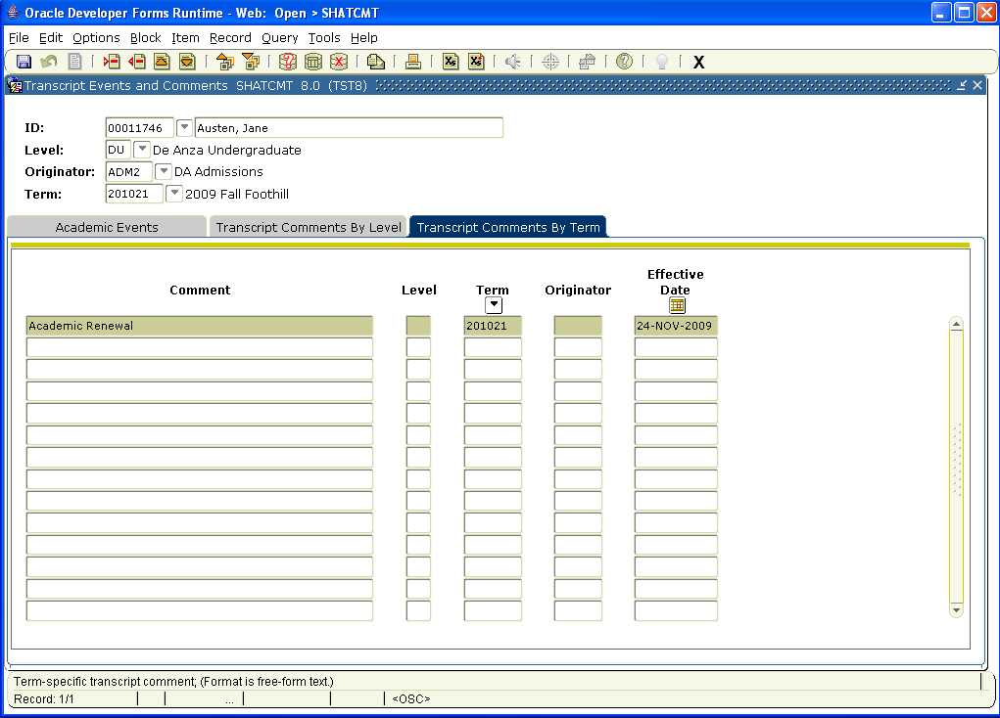 Oracle Developer Forms Runtime - Web: Open > SHATCMT
File Edit Options Block Item Record Query Tools Help
Transcript Events and Comments SHATCMT 8.0 (TST8)
ID: 00011746 Austen, Jane
Level: DU De Anza Undergraduate
Originator: ADM2 DA Admissions
Term: 201021 2009 Fall Foothill
Academic Events Transcript Comments By Level Transcript Comments By Term
Effective
Comment Level Term Originator Date
Academic Renewal 201021 24-NOV-2009
Term-specific transcript comment; (Format is free-form text.)
Record: 1/1 ... <OSC>